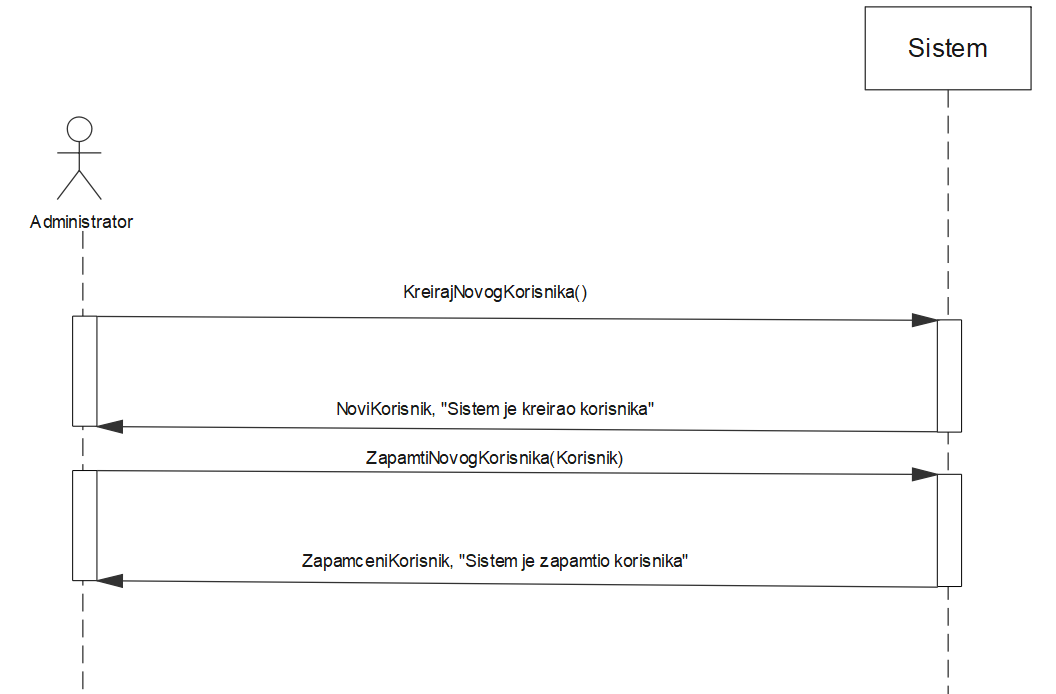 Sistem
Administrator
KreirajNovogKorisnika()
NoviKorisnik, "Sistem je kreirao korisnika"
ZapamtiNovogKorisnika(Korisnik)
ZapamceniKorisnik, "Sistem je zapamtio korisnika"